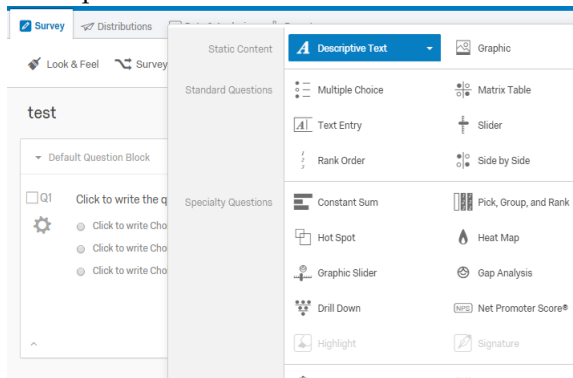 Survey
Distributions
Look & Feel
Survey
test
Default Question Block
Q1
Click to write the q
Click to write Cho
Click to write Cho
Click to write Cho
Static Content
A Descriptive Text
Graphic
Standard Questions
Multiple Choice
Matrix Table
A Text Entry
Slider
Rank Order
Side by Side
Specialty Questions
Constant Sum
Pick, Group, and Rank
Hot Spot
Heat Map
Graphic Slider
Gap Analysis
Drill Down
NPS Net Promoter Score®
Highlight
Signature